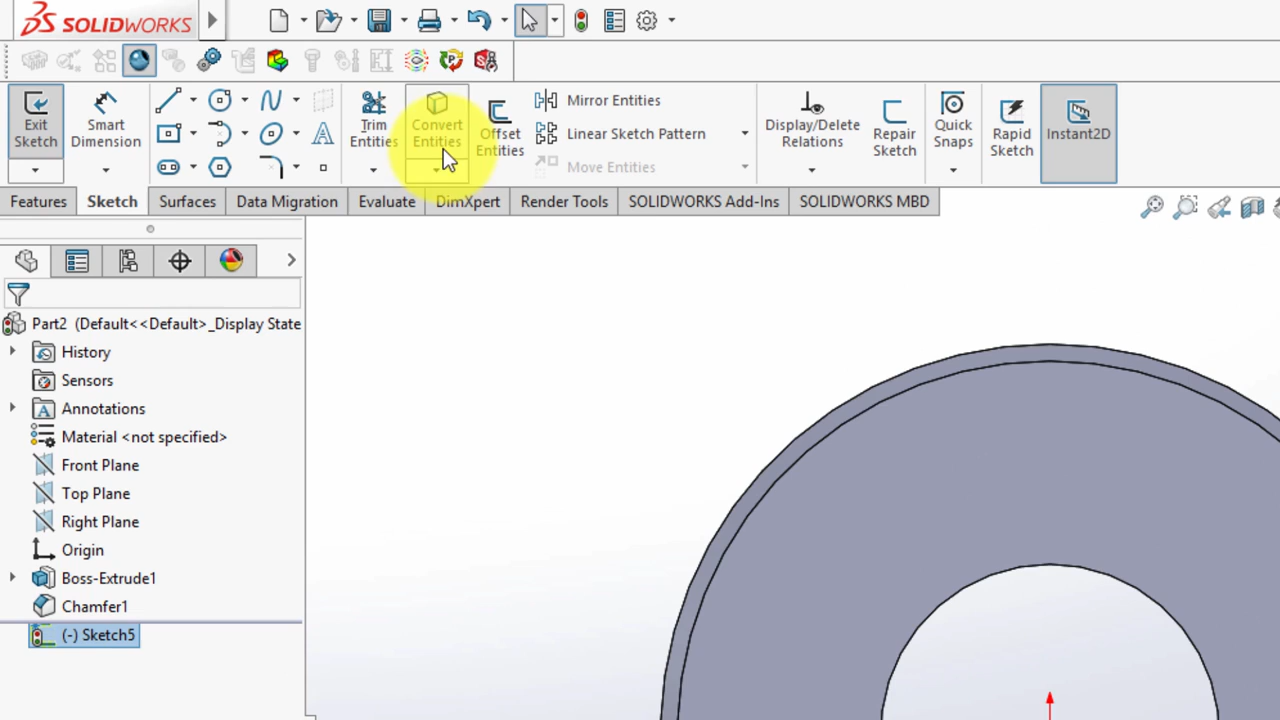 SOLIDWORKS
Exit Sketch
Smart Dimension
Trim Entities
Convert Entities
Offset Entities
Mirror Entities
Linear Sketch Pattern
Move Entities
Display/Delete Relations
Repair Sketch
Quick Snaps
Rapid Sketch
Instant2D
Features
Sketch
Surfaces
Data Migration
Evaluate
DimXpert
Render Tools
SOLIDWORKS Add-Ins
SOLIDWORKS MBD
Part2 (Default<<Default>_Display State
History
Sensors
Annotations
Material <not specified>
Front Plane
Top Plane
Right Plane
Origin
Boss-Extrude1
Chamfer1
(-) Sketch5